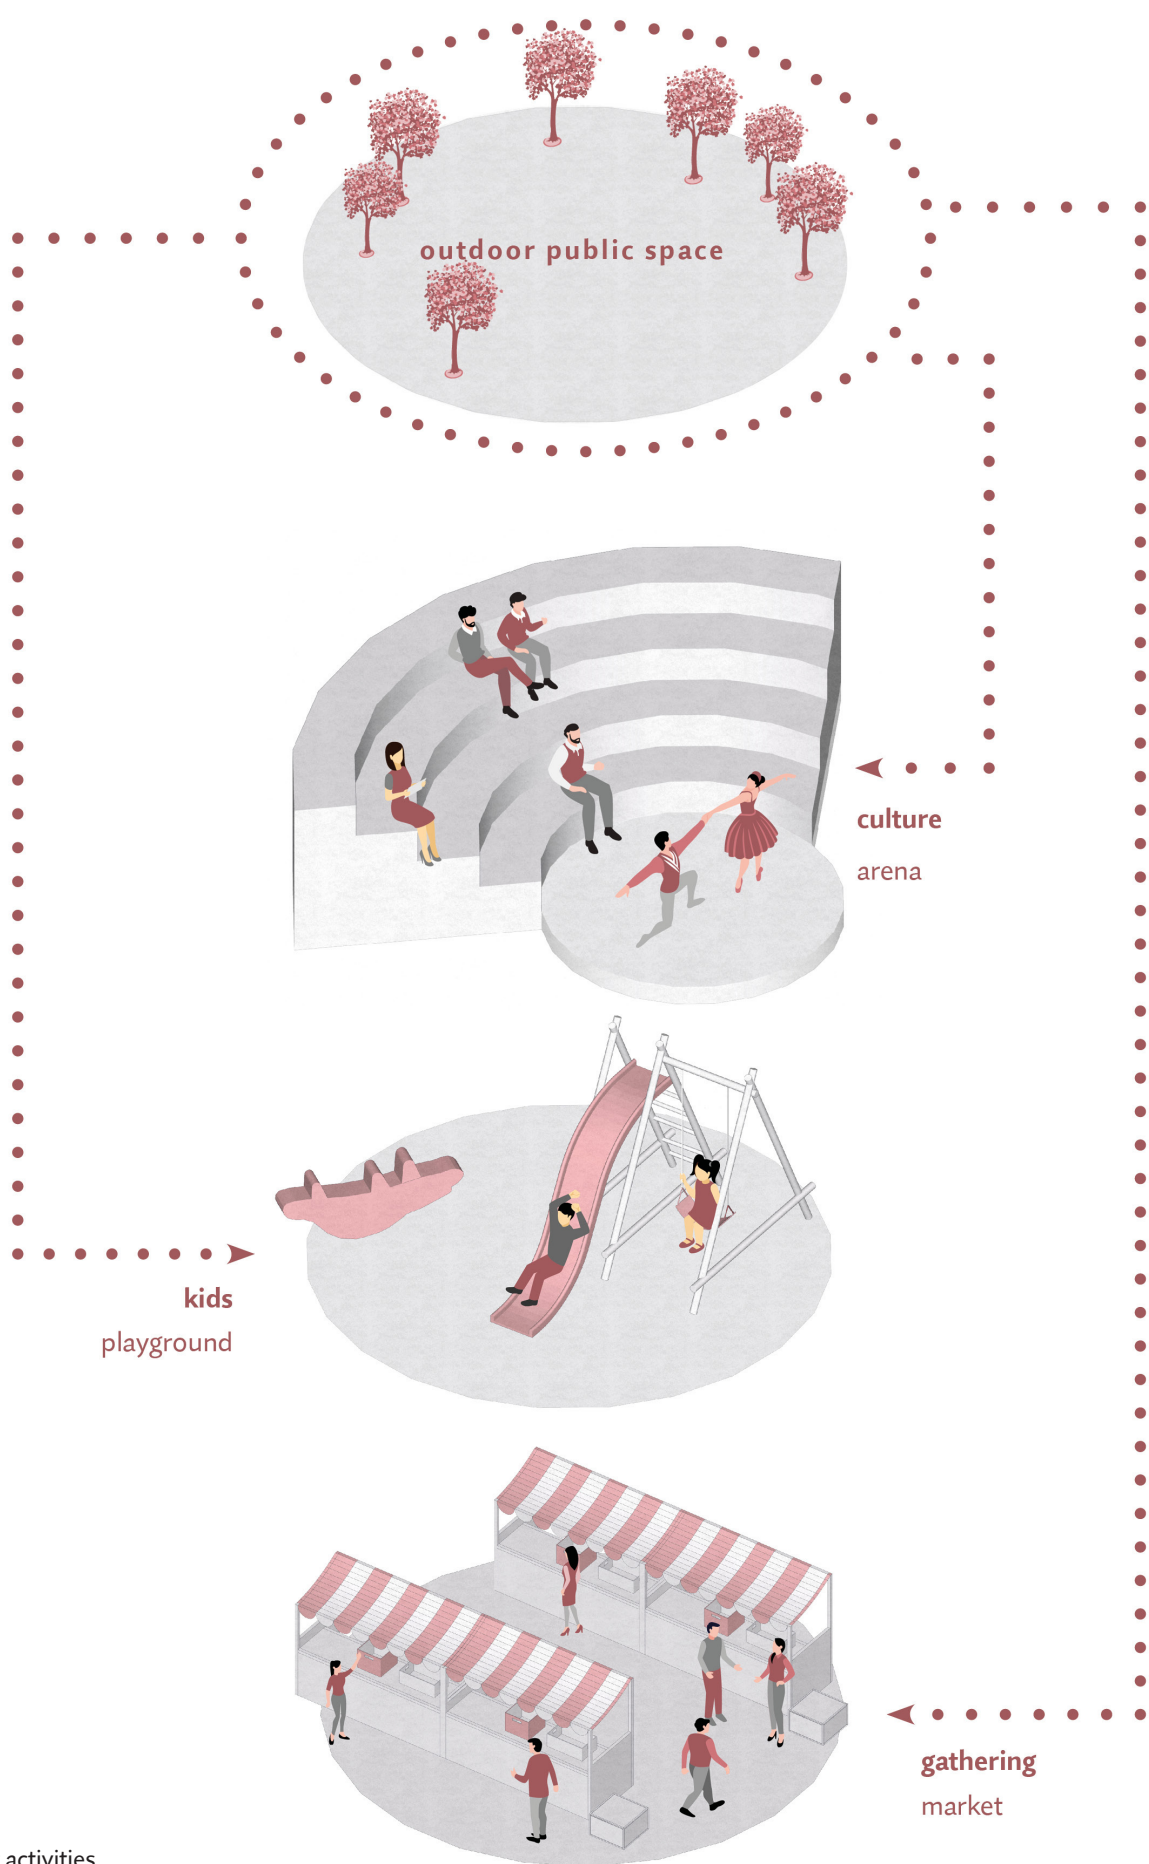 outdoor public space
culture
arena
kids
playground
gathering
market
activities